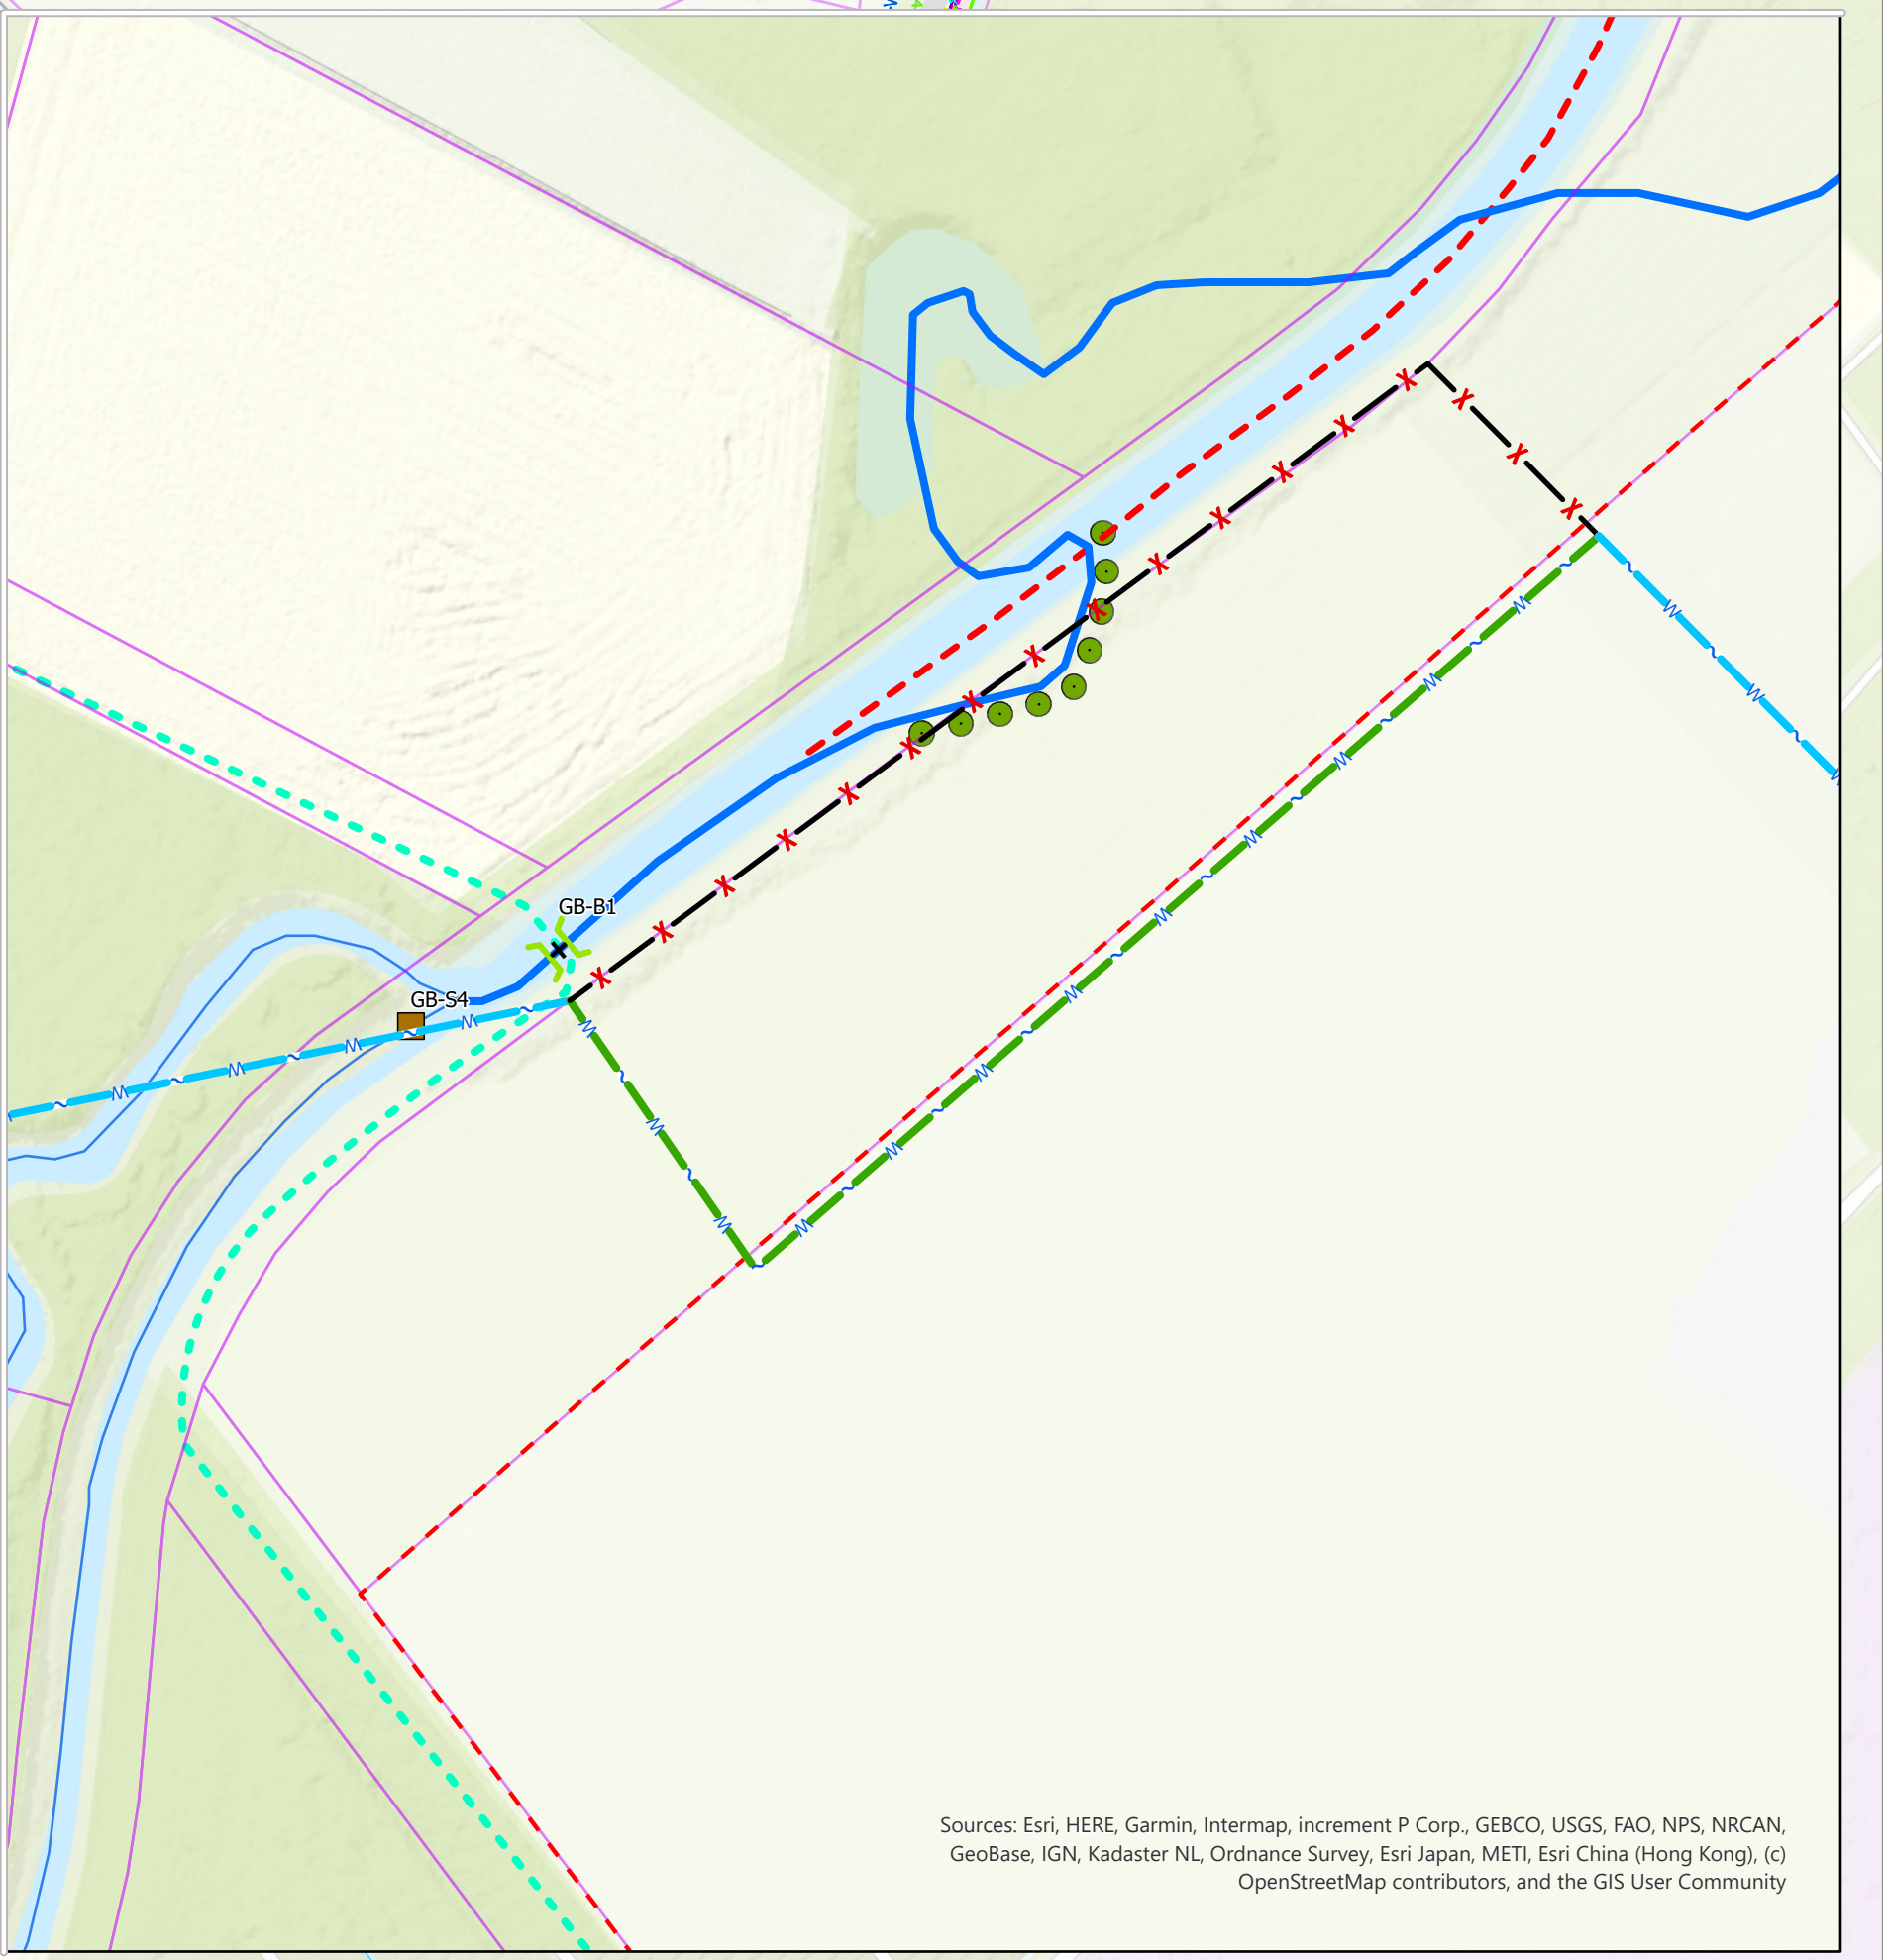 GB-B1
GB-S4
Sources: Esri, HERE, Garmin, Intermap, increment P Corp., GEBCO, USGS, FAO, NPS, NRCAN,
GeoBase, IGN, Kadaster NL, Ordnance Survey, Esri Japan, METI, Esri China (Hong Kong), (c)
OpenStreetMap contributors, and the GIS User Community